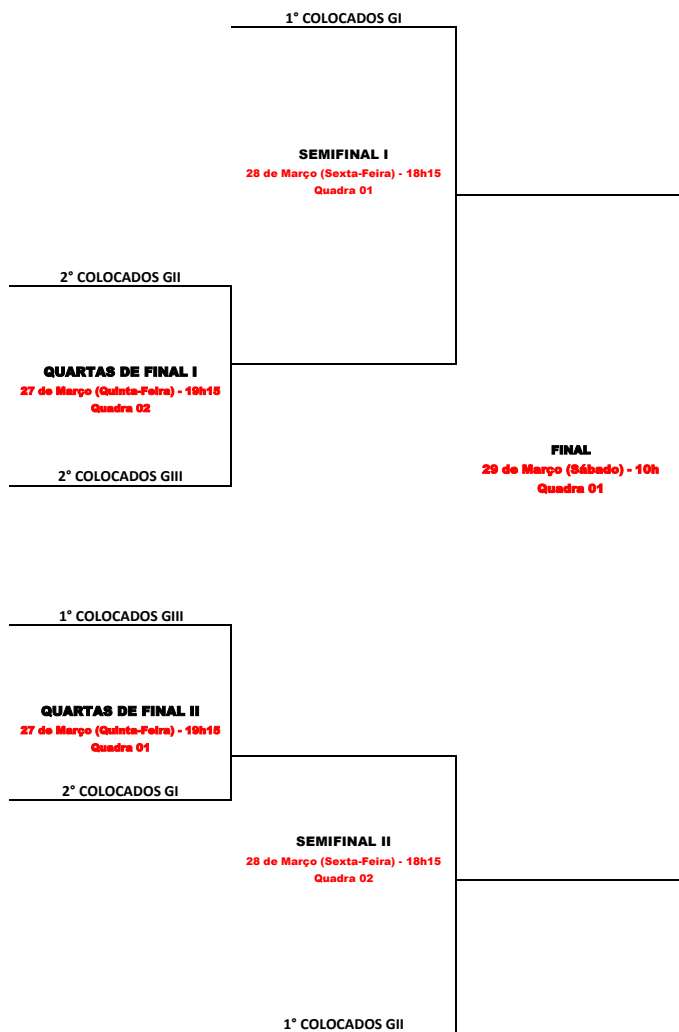 1° COLOCADOS GI
SEMIFINAL I
28 de Março (Sexta-Feira) - 18h15
Quadra 01
2° COLOCADOS GII
QUARTAS DE FINAL I
27 de Março (Quinta-Feira) - 19h15
Quadra 02
2° COLOCADOS GIII
FINAL
29 de Março (Sábado) - 10h
Quadra 01
1° COLOCADOS GIII
QUARTAS DE FINAL II
27 de Março (Quinta-Feira) - 19h15
Quadra 01
2° COLOCADOS GI
SEMIFINAL II
28 de Março (Sexta-Feira) - 18h15
Quadra 02
1° COLOCADOS GII